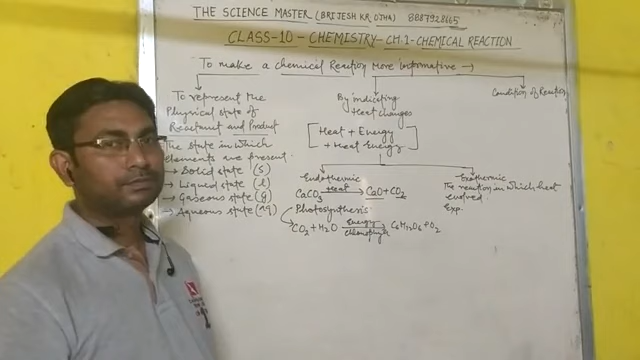 THE SCIENCE MASTER (BRIJESH KR. OJHA) 8887928665
CLASS-10-CHEMISTRY-CH.1-CHEMICAL REACTION
To make a chemical Reaction More informative →
To represent the
Physical state of
Reactant and Product
The state in which
elements are present
→ Solid state (s)
→ Liqued state (l)
→ Gaseous state (g)
→ Aqueous state (aq)
By indicating
heat changes
Heat + Energy
+ Heat Energy
Endothermic
CaCO3 heat → CaO + CO2
Photosynthesis
CO2 + H2O Energy chlorophyll → C6H12O6 + O2
Exothermic
The reaction in which heat
evolved.
Exp.
Condition of Reaction